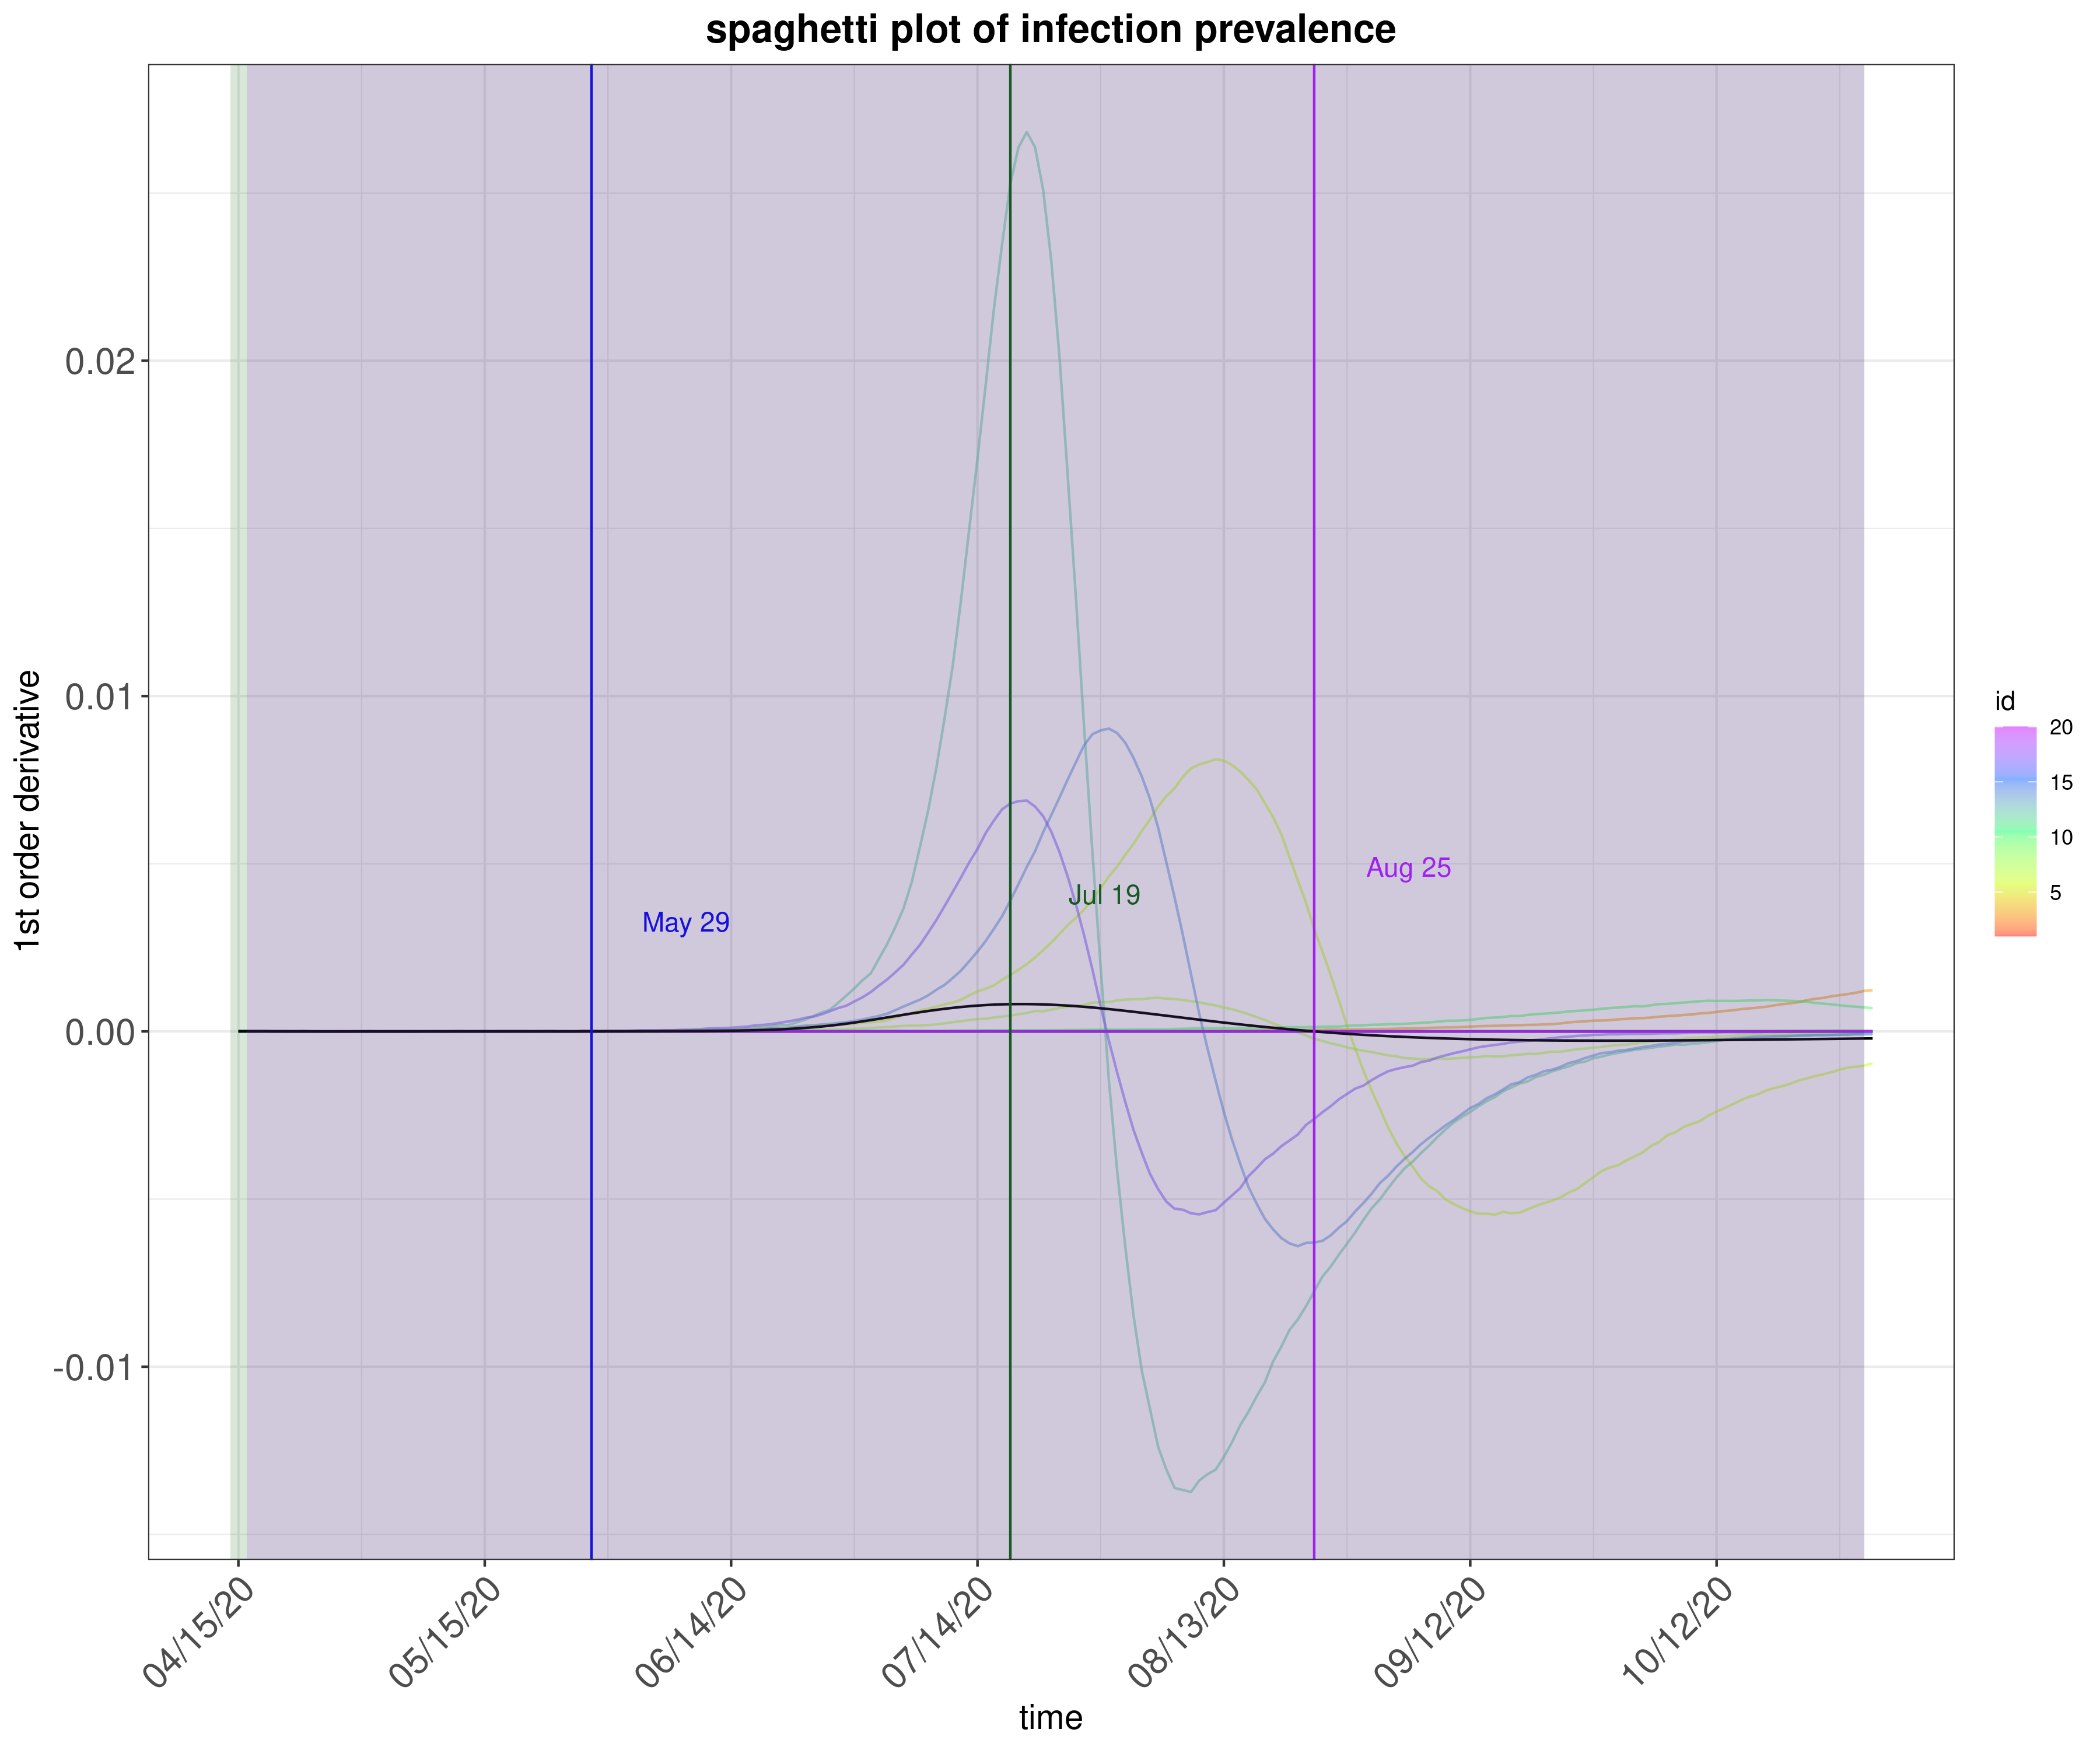 spaghetti plot of infection prevalence
1st order derivative
0.02
0.01
0.00
-0.01
May 29
Jul 19
Aug 25
04/15/20
05/15/20
06/14/20
07/14/20
08/13/20
09/12/20
10/12/20
time
id
20
15
10
5